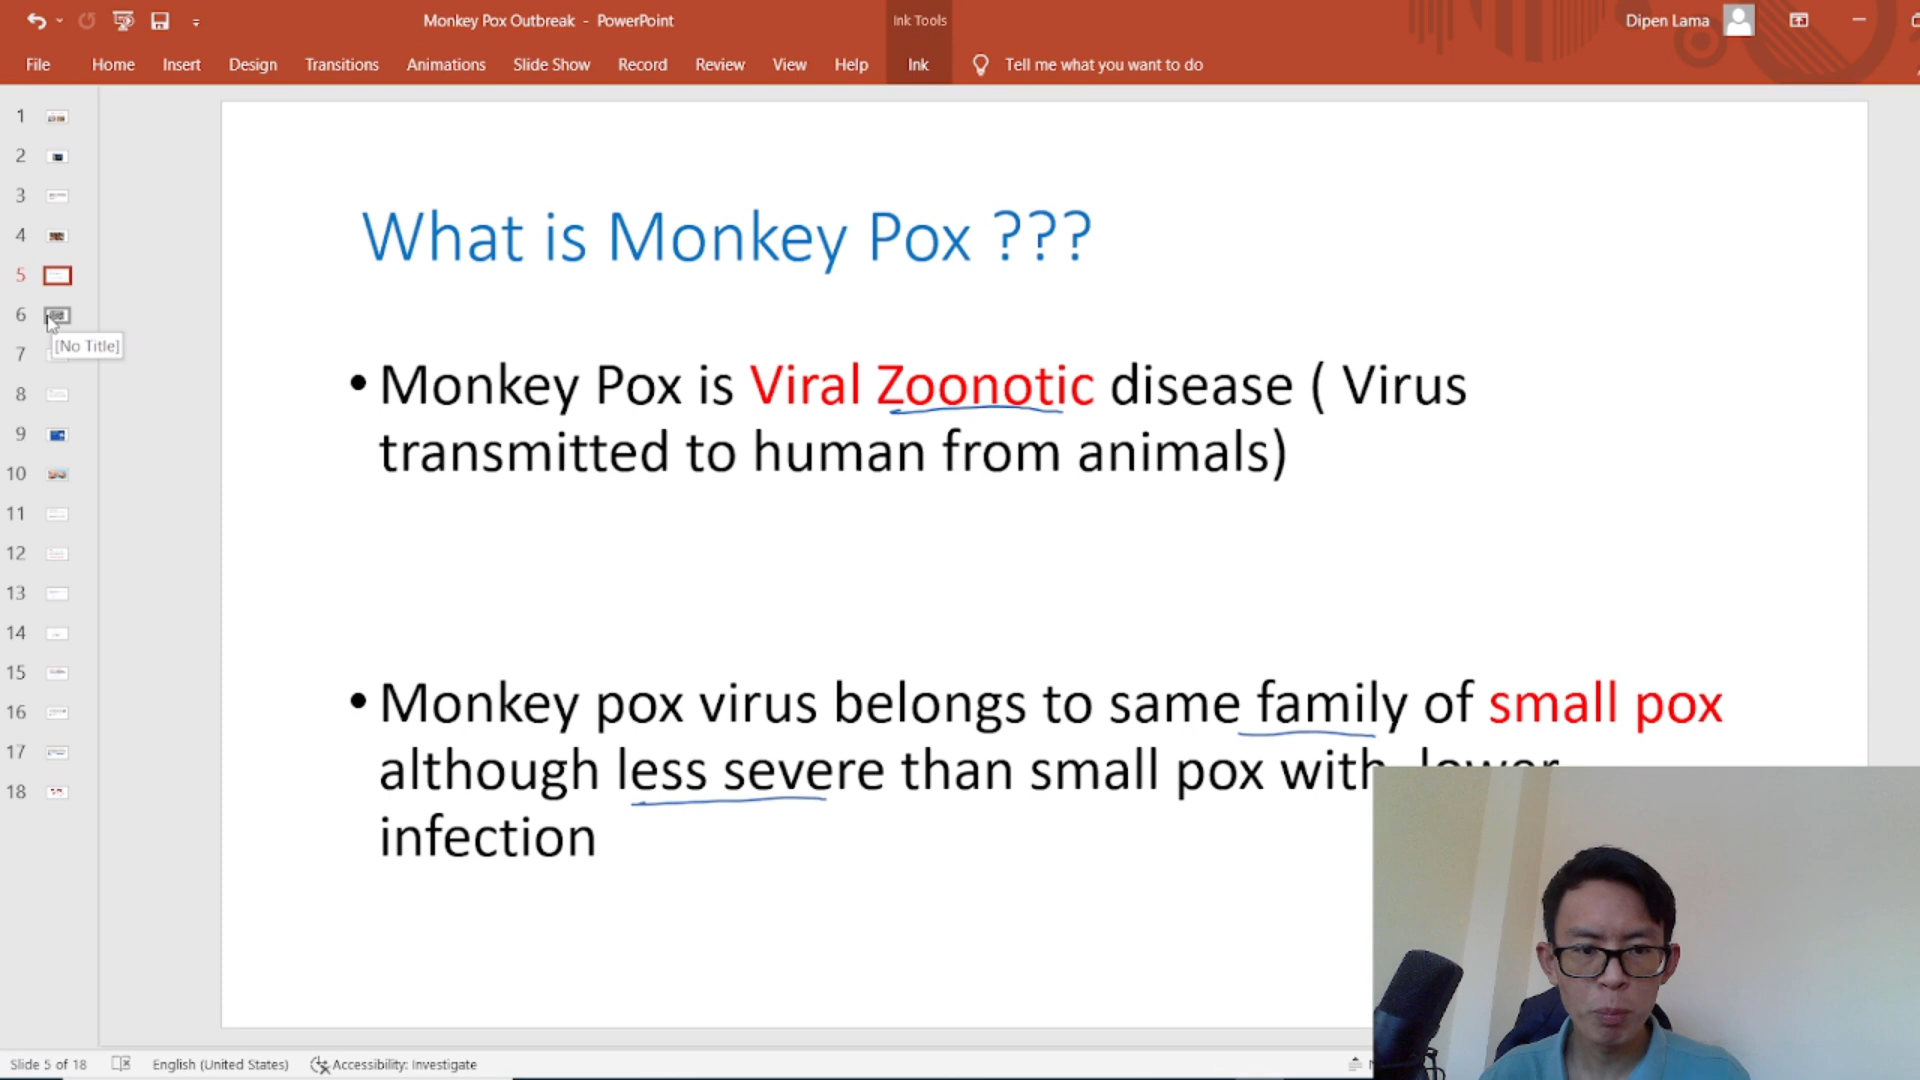 Monkey Pox Outbreak - PowerPoint
Ink Tools
Dipen Lama
File Home Insert Design Transitions Animations Slide Show Record Review View Help Ink Tell me what you want to do
1
2
3
4
5
6
[No Title]
7
8
9
10
11
12
13
14
15
16
17
18
What is Monkey Pox ???
• Monkey Pox is Viral Zoonotic disease ( Virus
transmitted to human from animals)
• Monkey pox virus belongs to same family of small pox
although less severe than small pox with lower
infection
Slide 5 of 18 English (United States) Accessibility: Investigate